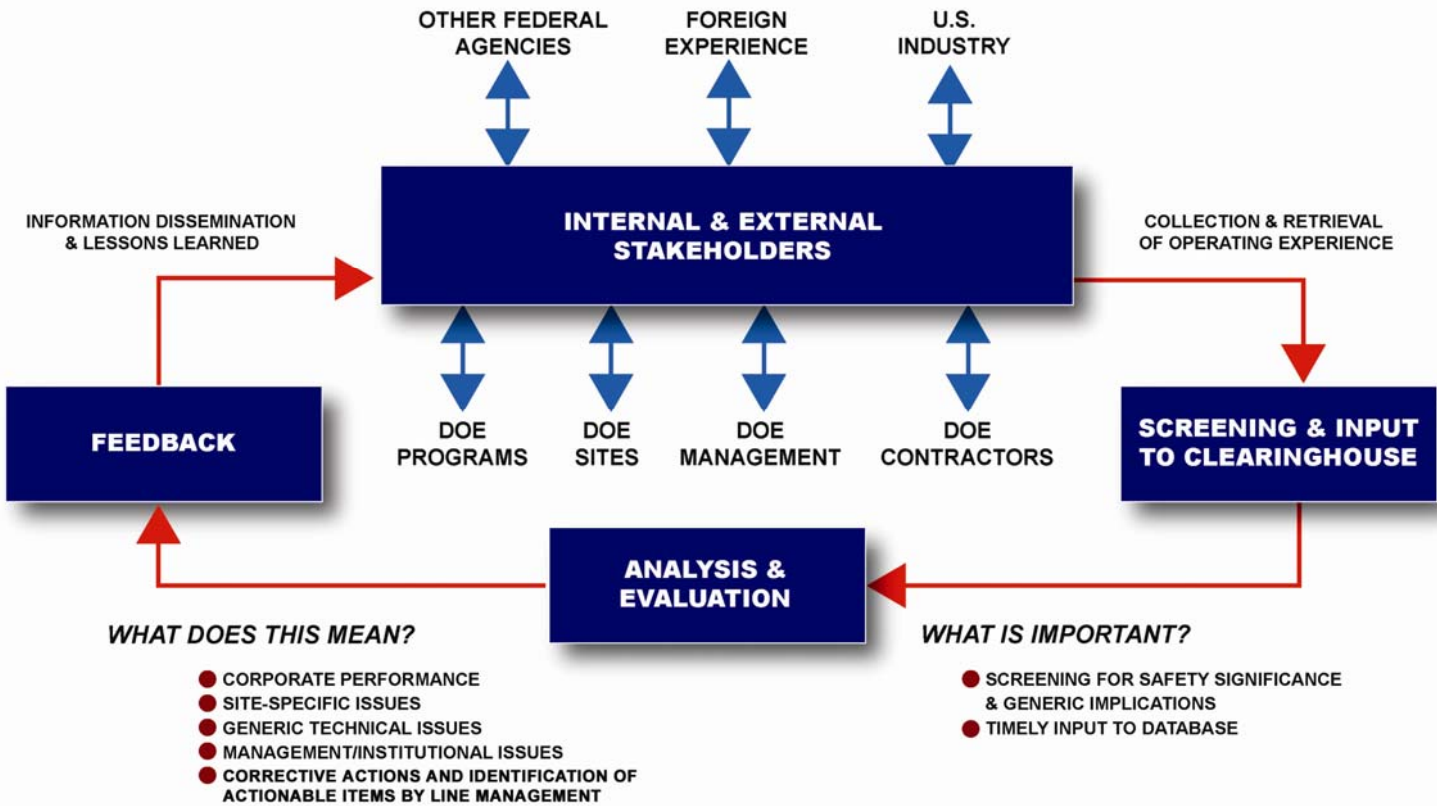 OTHER FEDERAL
AGENCIES
FOREIGN
EXPERIENCE
U.S.
INDUSTRY
INTERNAL & EXTERNAL
STAKEHOLDERS
INFORMATION DISSEMINATION
& LESSONS LEARNED
COLLECTION & RETRIEVAL
OF OPERATING EXPERIENCE
FEEDBACK
DOE
PROGRAMS
DOE
SITES
DOE
MANAGEMENT
DOE
CONTRACTORS
SCREENING & INPUT
TO CLEARINGHOUSE
ANALYSIS &
EVALUATION
WHAT DOES THIS MEAN?
CORPORATE PERFORMANCE
SITE-SPECIFIC ISSUES
GENERIC TECHNICAL ISSUES
MANAGEMENT/INSTITUTIONAL ISSUES
CORRECTIVE ACTIONS AND IDENTIFICATION OF
ACTIONABLE ITEMS BY LINE MANAGEMENT
WHAT IS IMPORTANT?
SCREENING FOR SAFETY SIGNIFICANCE
& GENERIC IMPLICATIONS
TIMELY INPUT TO DATABASE